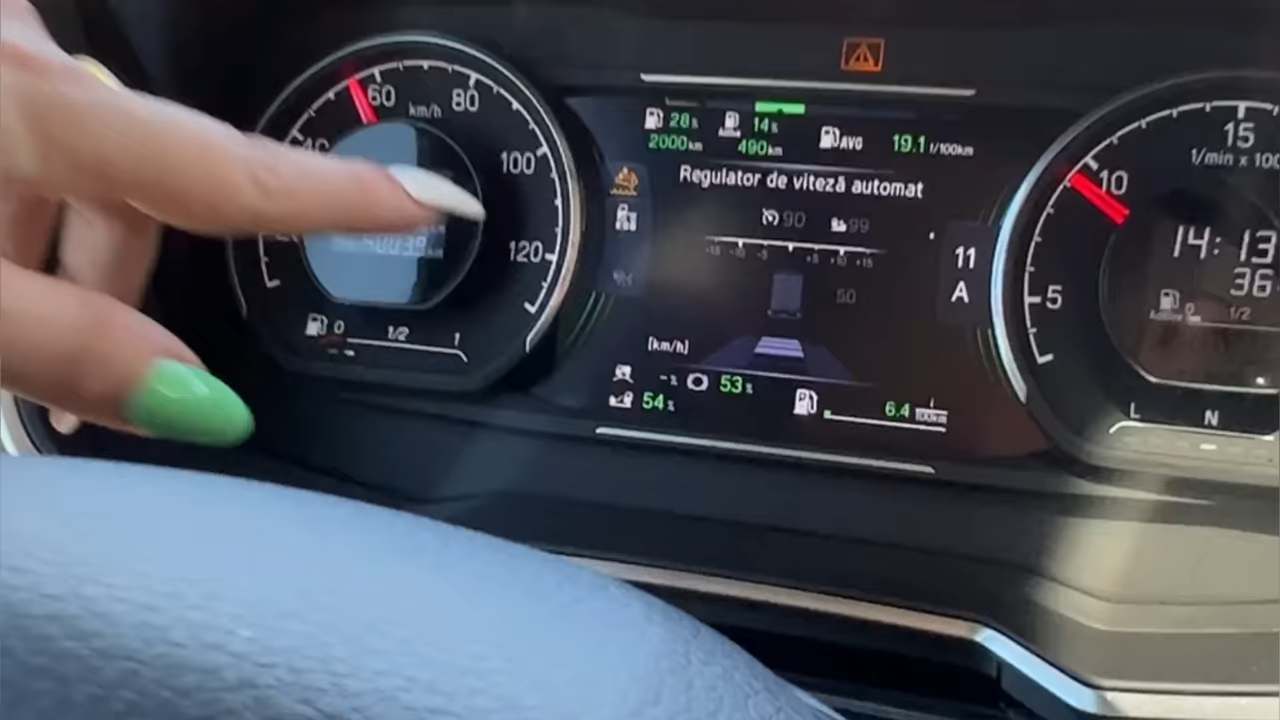 60
km/h
80
100
120
40
0 1/2 1
28%
2000km
14%
490km
AVG
19.1 l/100km
Regulator de viteză automat
90
99
-15 -10 -5 +5 +10 +15
50
[km/h]
-%
53%
54%
6.4
100km
11
A
15
1/min x 100
10
5
14:13
36
0 1/2
L N